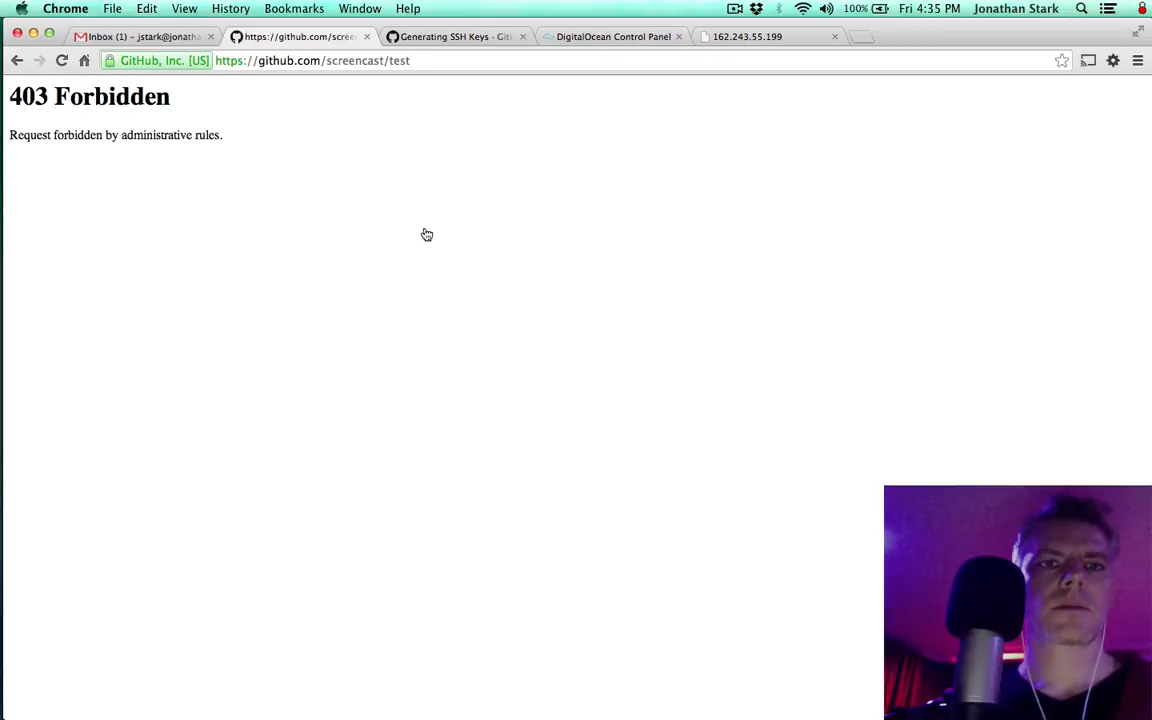 Chrome File Edit View History Bookmarks Window Help 100% Fri 4:35 PM Jonathan Stark
Inbox (1) - jstark@jonatha https://github.com/scree Generating SSH Keys - Git DigitalOcean Control Panel 162.243.55.199
GitHub, Inc. [US] https://github.com/screencast/test
403 Forbidden
Request forbidden by administrative rules.